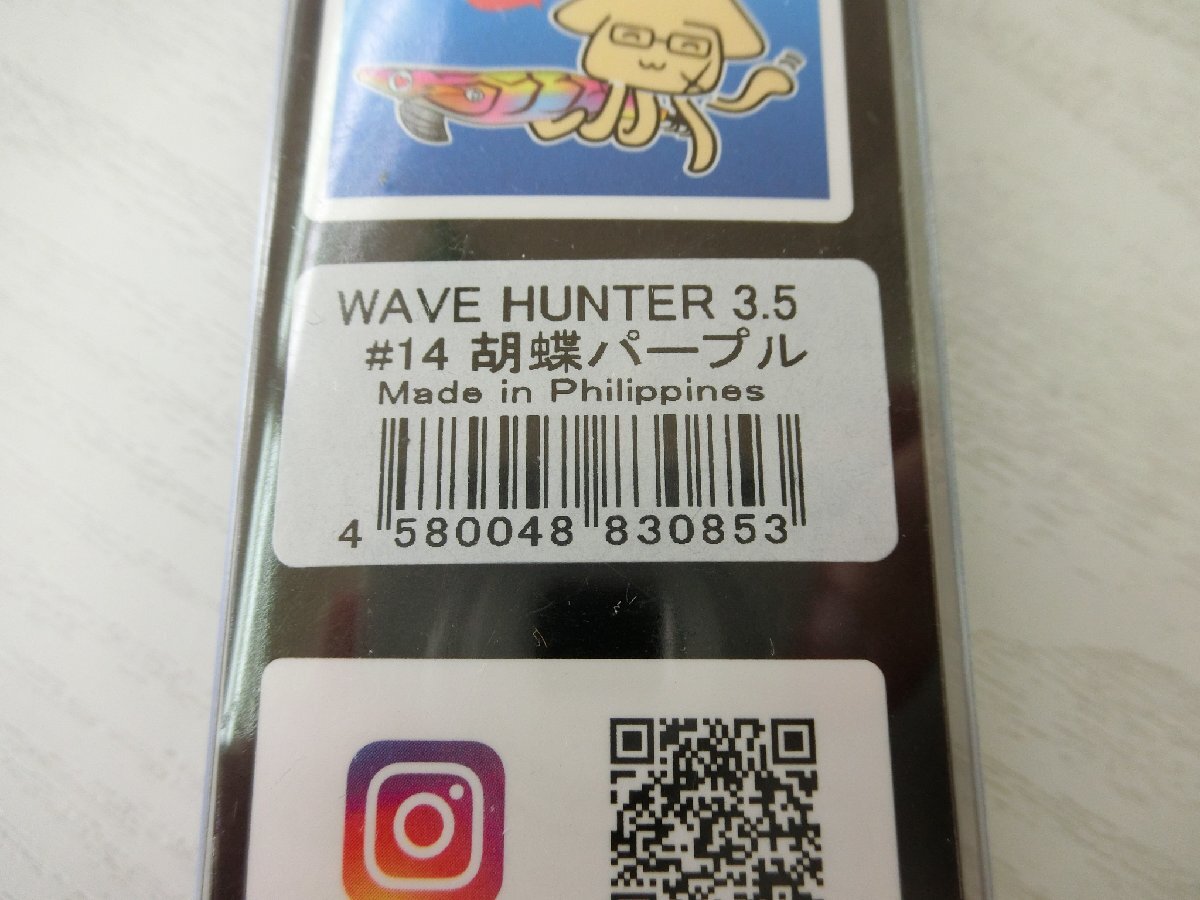 WAVE HUNTER 3.5
#14 胡蝶パープル
Made in Philippines
4 580048 830853